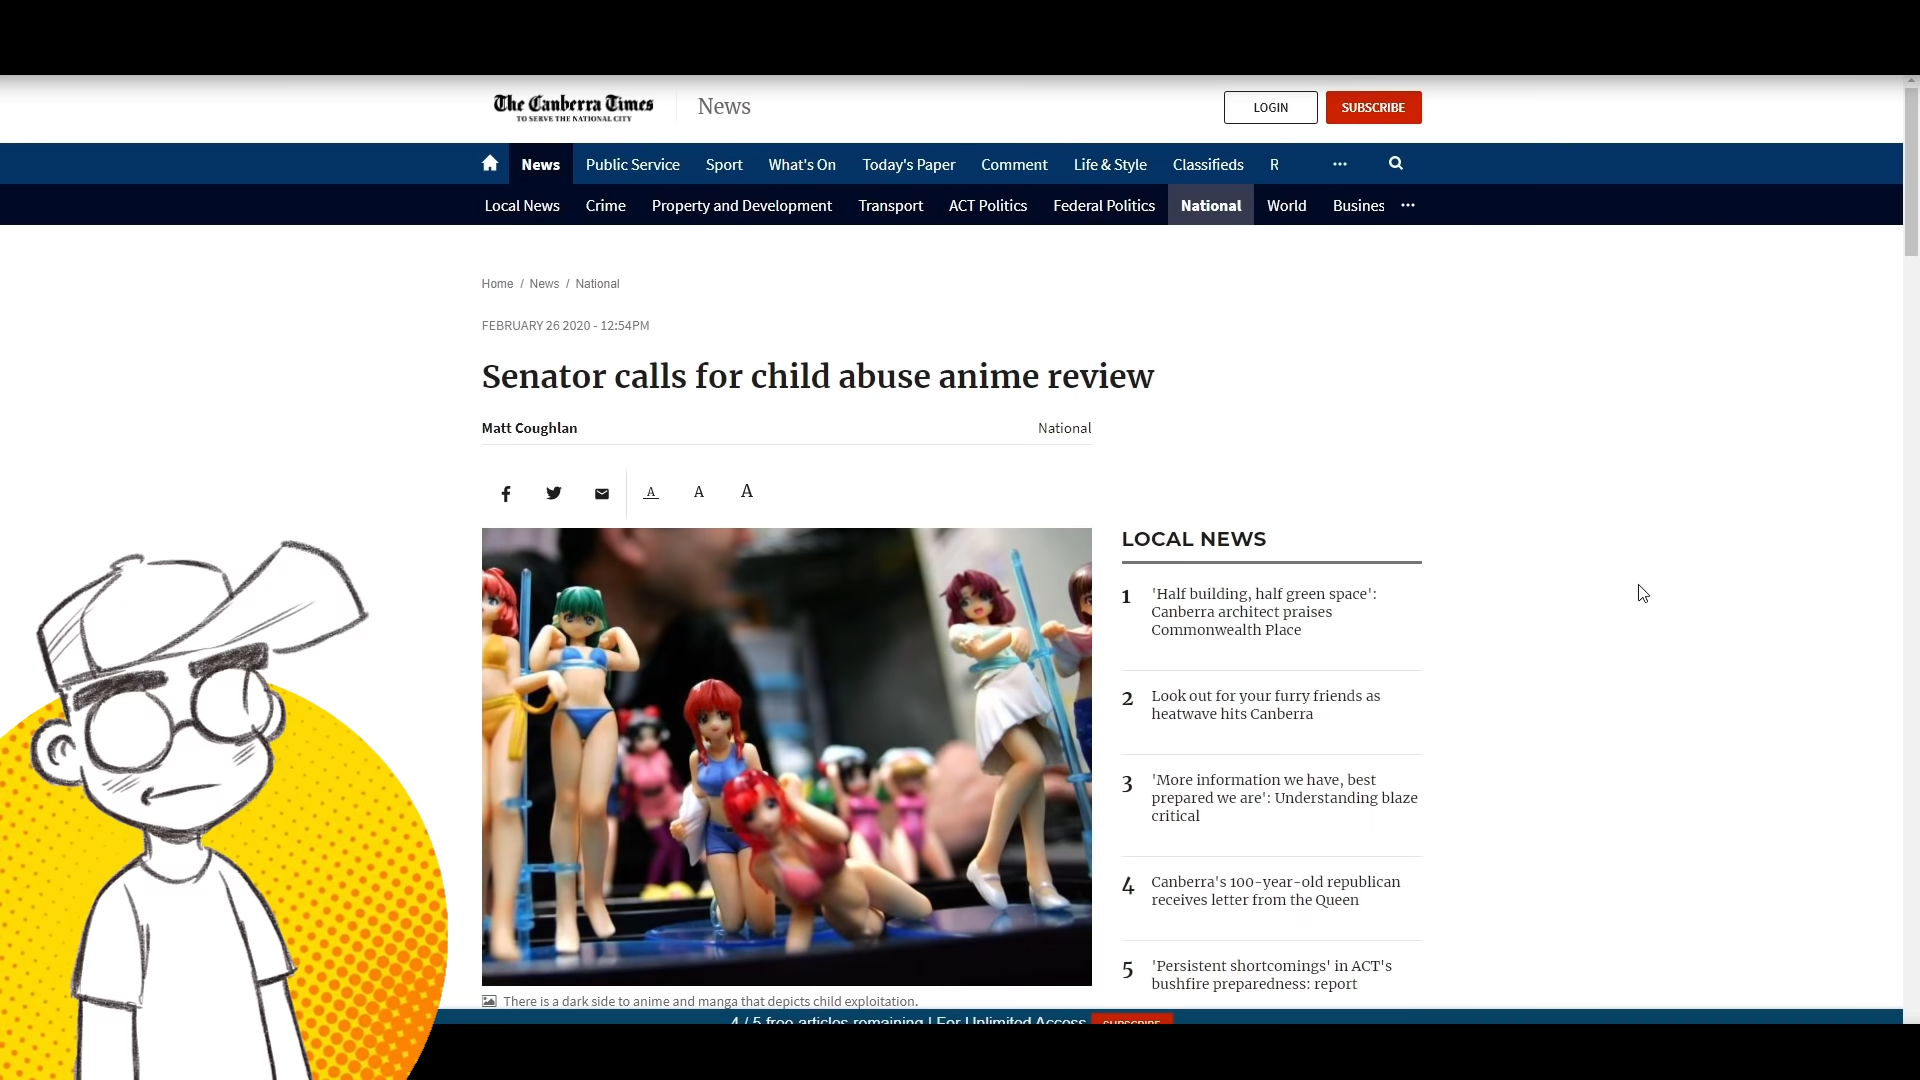 The Canberra Times
TO SERVE THE NATIONAL CITY
News
LOGIN
SUBSCRIBE
News
Public Service
Sport
What's On
Today's Paper
Comment
Life & Style
Classifieds
R
Local News
Crime
Property and Development
Transport
ACT Politics
Federal Politics
National
World
Busines
Home / News / National
FEBRUARY 26 2020 - 12:54PM
Senator calls for child abuse anime review
Matt Coughlan
National
A
A
A
LOCAL NEWS
1
'Half building, half green space':
Canberra architect praises
Commonwealth Place
2
Look out for your furry friends as
heatwave hits Canberra
3
'More information we have, best
prepared we are': Understanding blaze
critical
4
Canberra's 100-year-old republican
receives letter from the Queen
5
'Persistent shortcomings' in ACT's
bushfire preparedness: report
There is a dark side to anime and manga that depicts child exploitation.
4 / 5 free articles remaining | For Unlimited Access
SUBSCRIBE